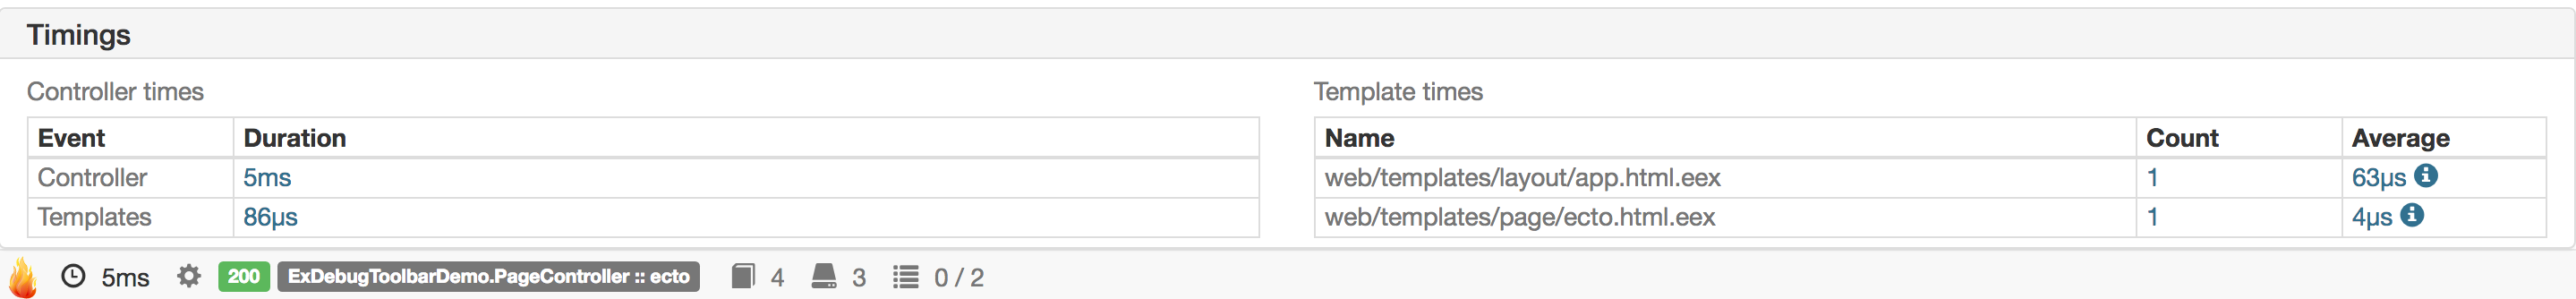 Timings
Controller times
Event Duration
Controller 5ms
Templates 86µs
Template times
Name Count Average
web/templates/layout/app.html.eex 1 63µs
web/templates/page/ecto.html.eex 1 4µs
5ms 200 ExDebugToolbarDemo.PageController :: ecto 4 3 0 / 2